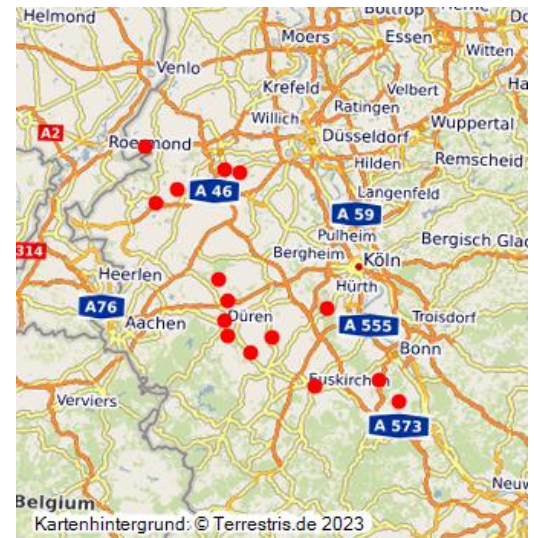 Helmond
Bottrop
Essen
Moers
Witten
Venlo
Krefeld
Velbert
Ha
Ratingen
A2
Willich
Wuppertal
Düsseldorf
Hilden
Remscheid
A 46
Langenfeld
A 59
Pulheim
314
Bergheim
Köln
Bergisch Glad
Heerlen
Hürth
A76
Düren
Troisdorf
Aachen
A 555
Bonn
Euskirchen
Verviers
A 573
Neuw
Belgium
Kartenhintergrund: © Terrestris.de 2023